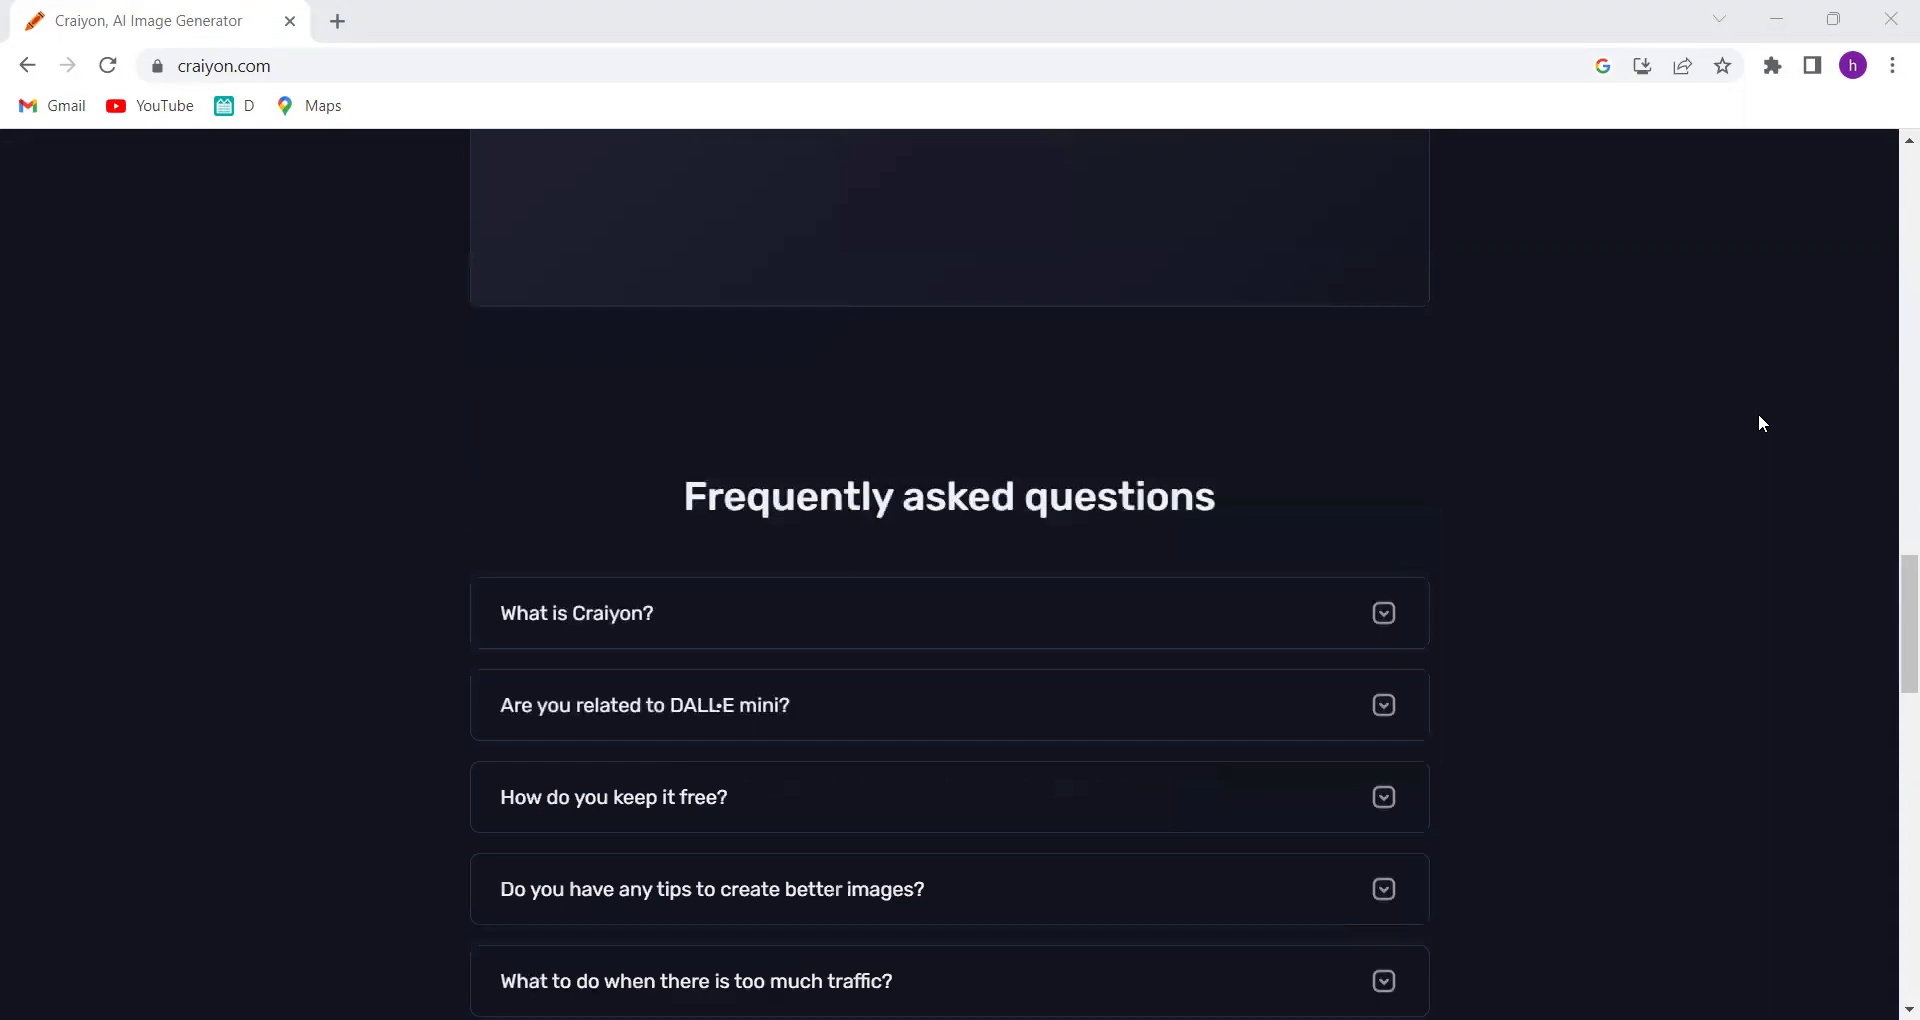 Craiyon, AI Image Generator
craiyon.com
h
Gmail YouTube D Maps
Frequently asked questions
What is Craiyon?
Are you related to DALL•E mini?
How do you keep it free?
Do you have any tips to create better images?
What to do when there is too much traffic?